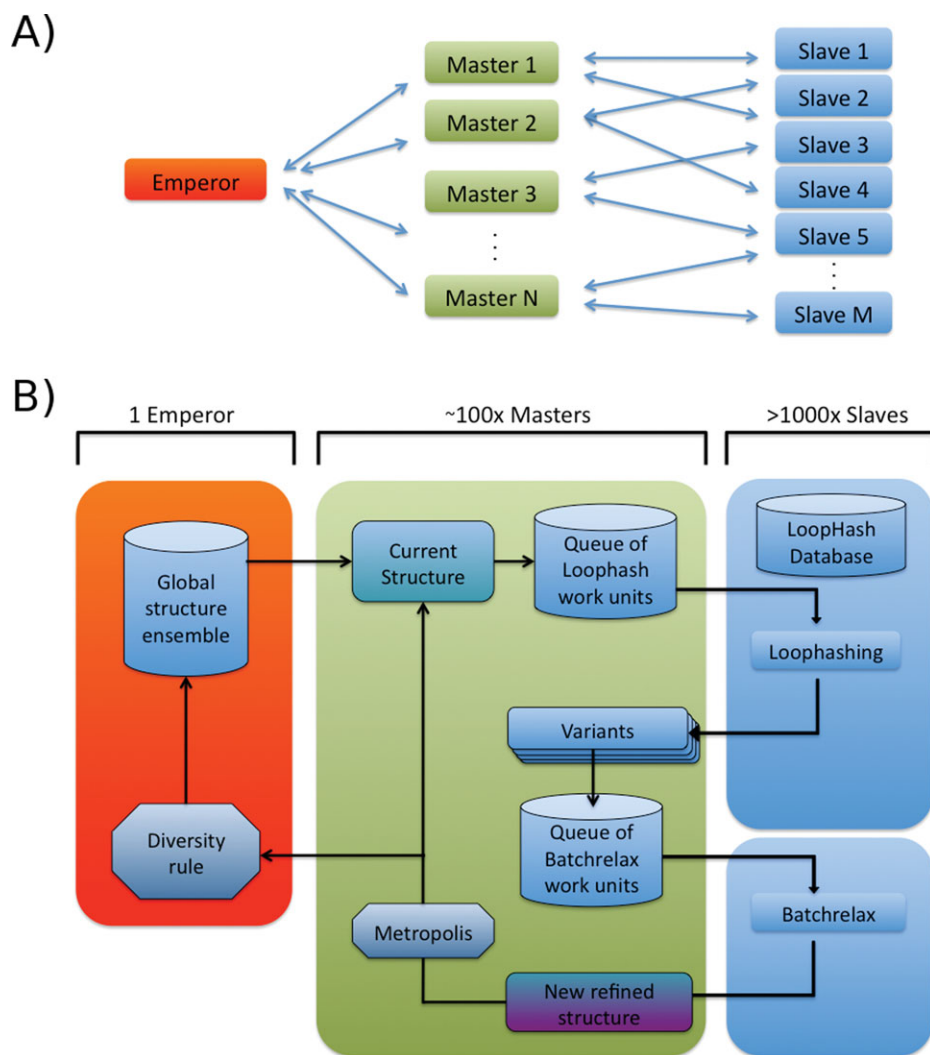 A)
Emperor
Master 1
Master 2
Master 3
Master N
Slave 1
Slave 2
Slave 3
Slave 4
Slave 5
Slave M
B)
1 Emperor
~100x Masters
>1000x Slaves
Global
structure
ensemble
Diversity
rule
Current
Structure
Queue of
Loophash
work units
Variants
Queue of
Batchrelax
work units
Metropolis
New refined
structure
LoopHash
Database
Loophashing
Batchrelax